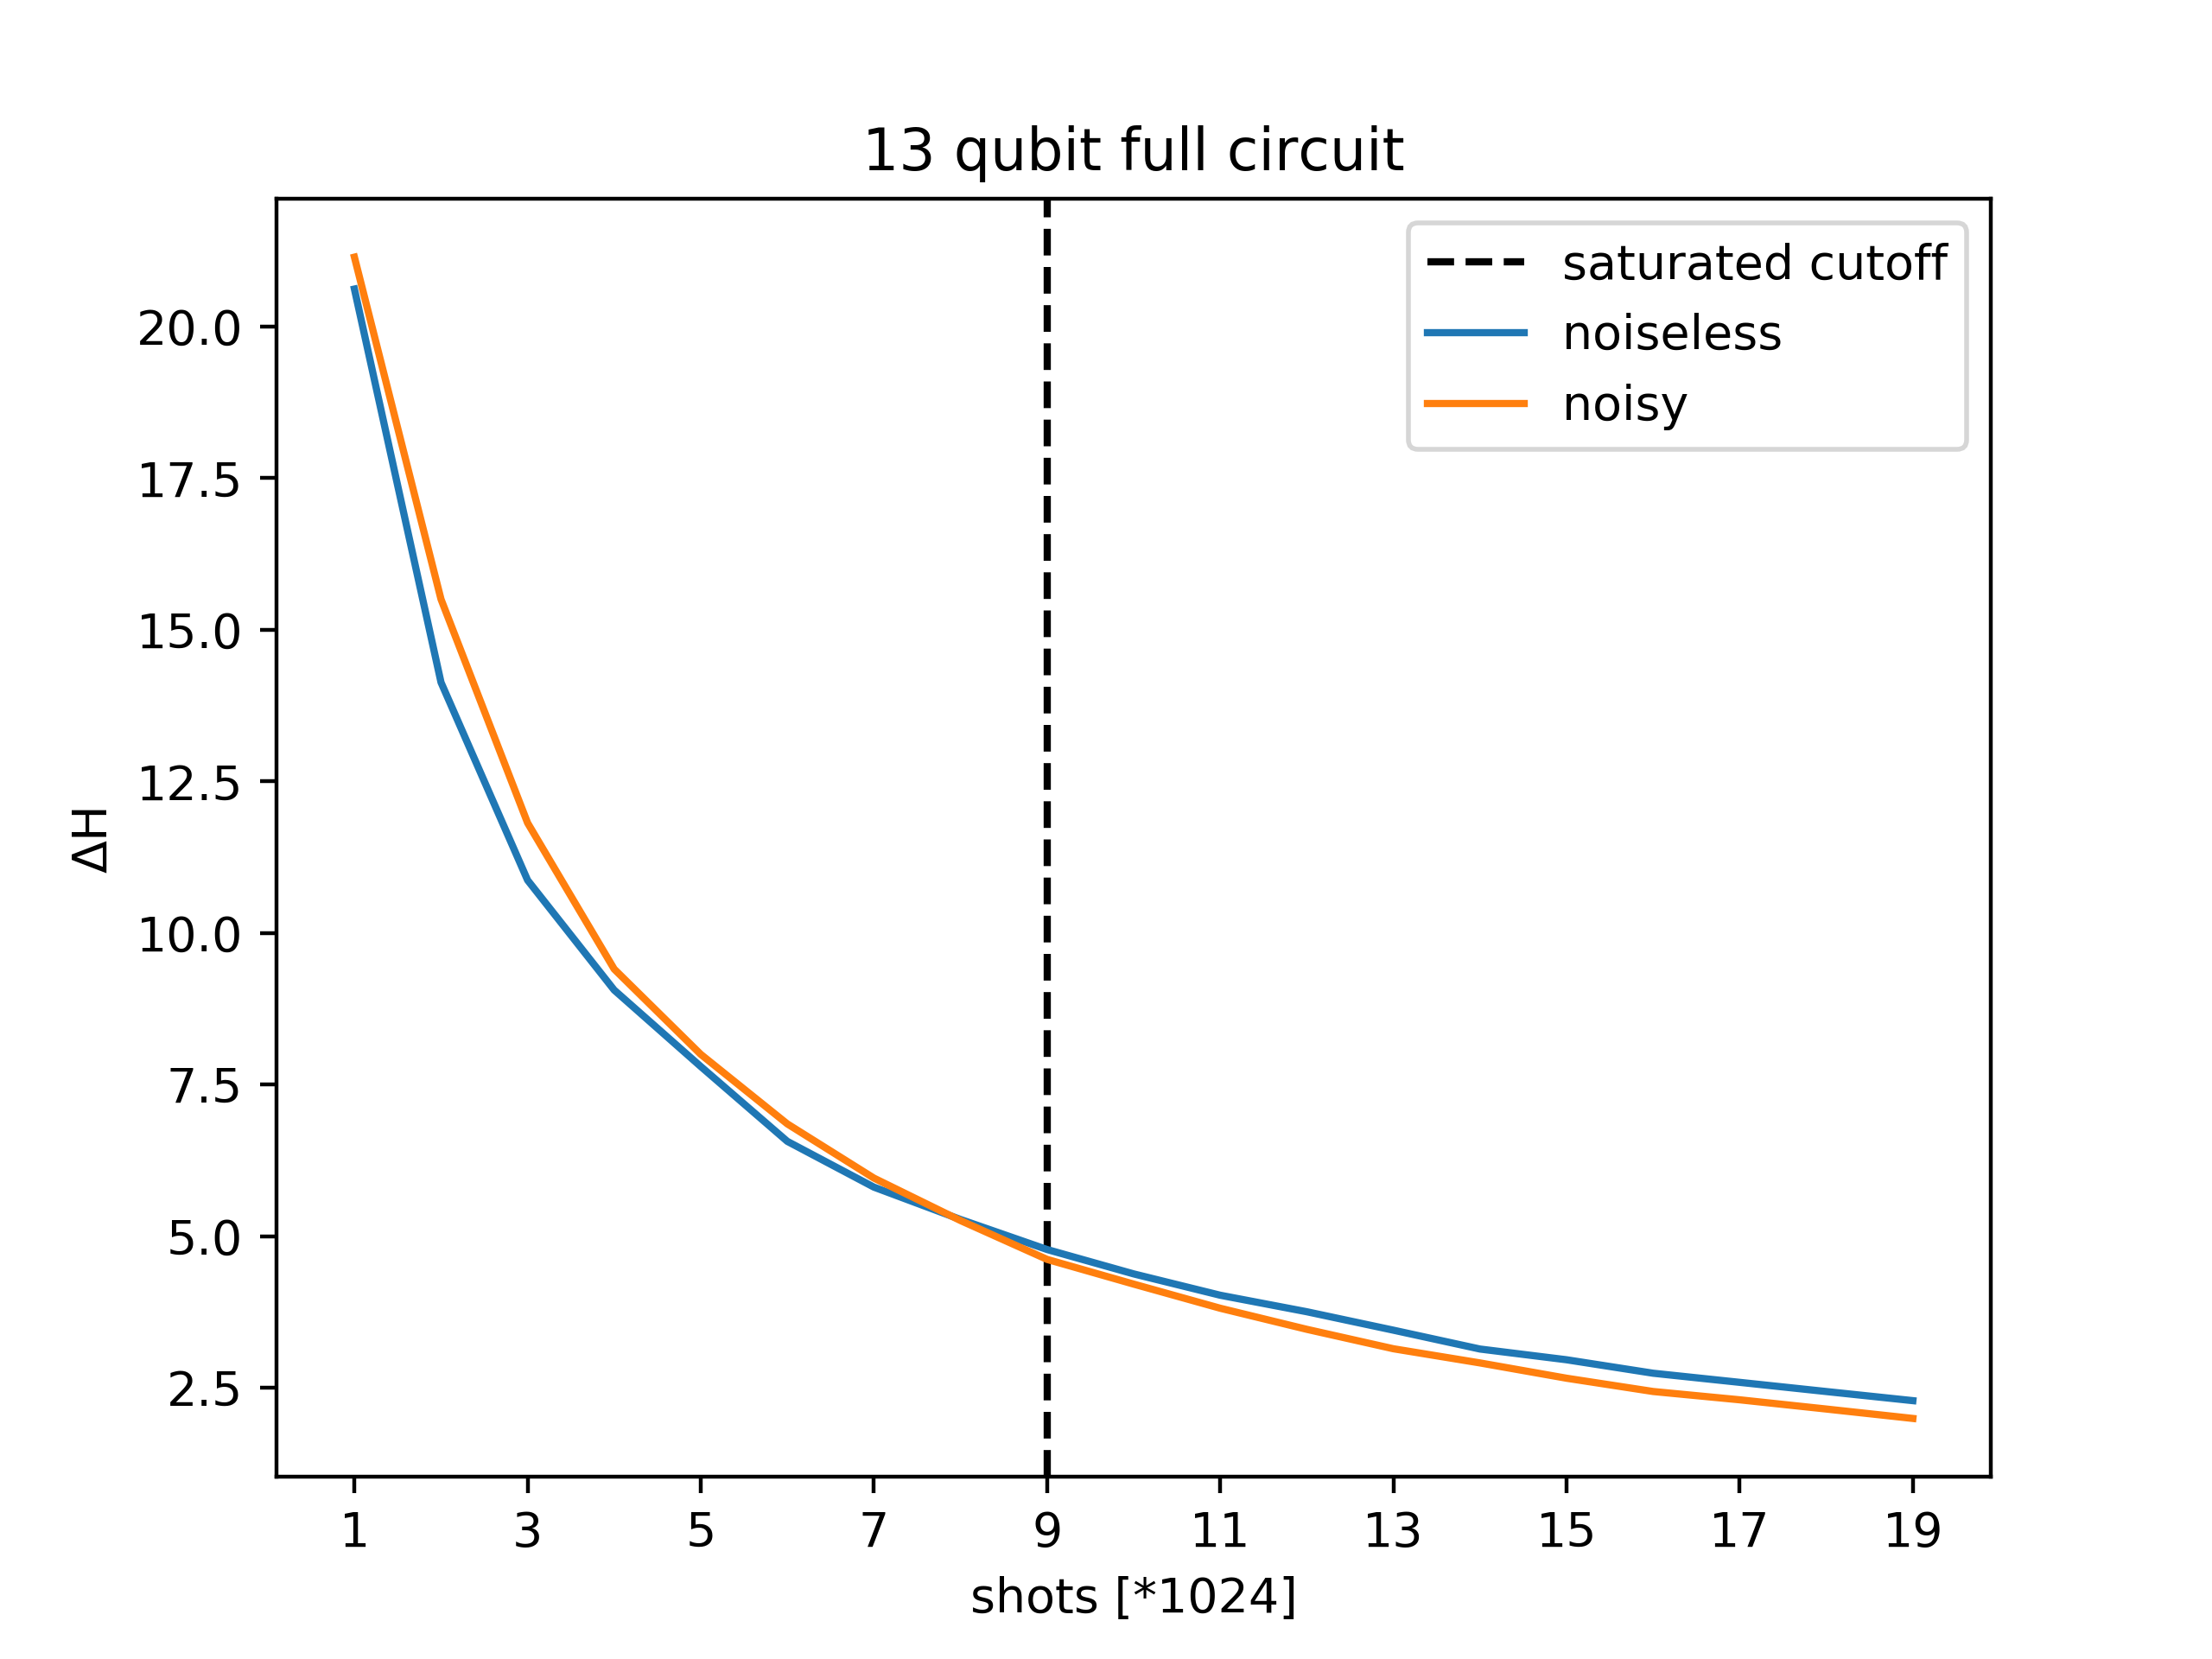 13 qubit full circuit
saturated cutoff
noiseless
noisy
20.0
17.5
15.0
12.5
10.0
7.5
5.0
2.5
ΔH
1 3 5 7 9 11 13 15 17 19
shots [*1024]